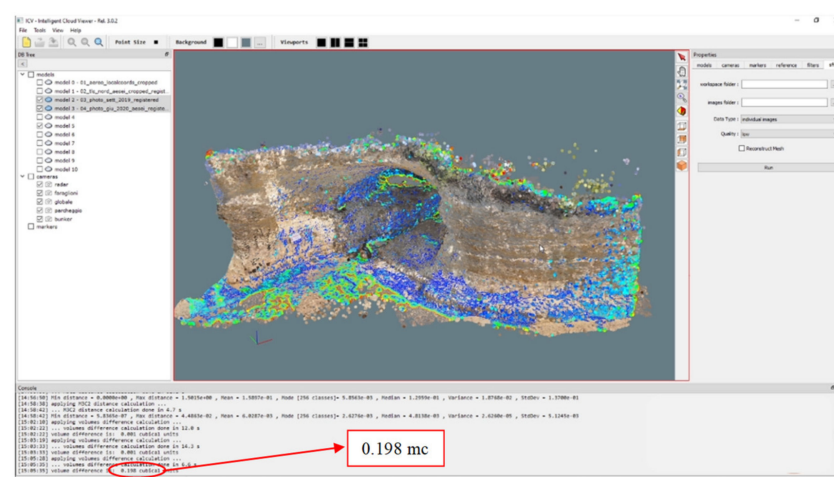 ICV - Intelligent Cloud Viewer - Rel. 3.0.2
File Tools View Help
Point Size Background ... Viewports
DB Tree
models
model 0 - 01_aereo_localcoords_cropped
model 1 - 02_tls_nord_assoi_cropped_regist...
model 2 - 03_photo_sett_2019_registered
model 3 - 04_photo_giu_2020_assoi_registe...
model 4
model 5
model 6
model 7
model 8
model 9
model 10
cameras
radar
faraglioni
globale
parcheggio
bunker
markers
Properties
models cameras markers reference filters
workspace folder :
images folder :
Data Type : individual images
Quality : low
Reconstruct Mesh
Run
Console
[14:58:42] ... M3C2 distance calculation done in 4.7 s
[15:01:10] applying volumes difference calculation ...
[15:02:22] ... volumes difference calculation done in 12.0 s
[15:02:22] volume difference is: 0.001 cubical units
[15:03:19] applying volumes difference calculation ...
[15:03:33] ... volumes difference calculation done in 14.2 s
[15:03:33] volume difference is: 0.001 cubical units
[15:05:28] applying volumes difference calculation ...
[15:05:35] ... volumes difference calculation done in 6.6 s
[15:05:35] volume difference is: 0.198 cubical units
0.198 mc